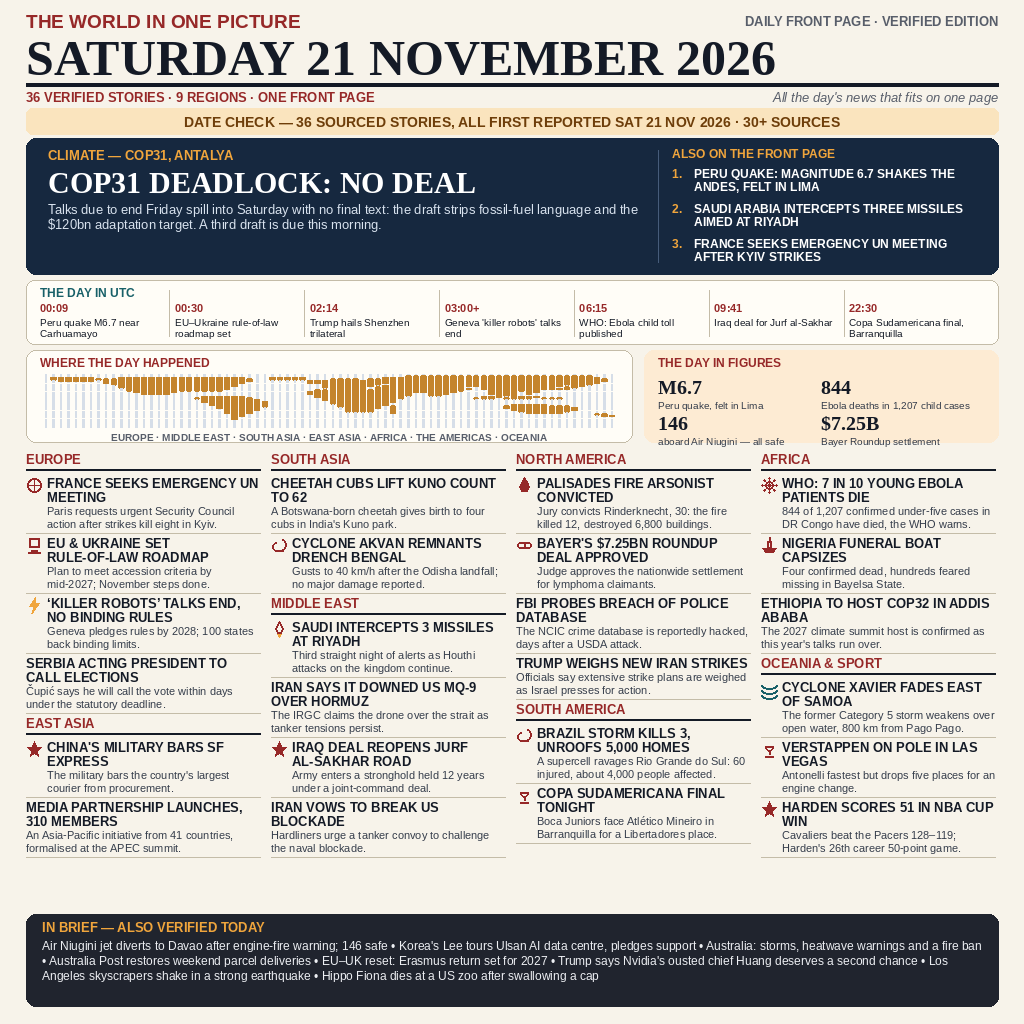 THE WORLD IN ONE PICTURE
DAILY FRONT PAGE · VERIFIED EDITION
SATURDAY 21 NOVEMBER 2026
36 VERIFIED STORIES · 9 REGIONS · ONE FRONT PAGE
All the day's news that fits on one page
DATE CHECK — 36 SOURCED STORIES, ALL FIRST REPORTED SAT 21 NOV 2026 · 30+ SOURCES
CLIMATE — COP31, ANTALYA
COP31 DEADLOCK: NO DEAL
Talks due to end Friday spill into Saturday with no final text: the draft strips fossil-fuel language and the
$120bn adaptation target. A third draft is due this morning.
ALSO ON THE FRONT PAGE
1. PERU QUAKE: MAGNITUDE 6.7 SHAKES THE
ANDES, FELT IN LIMA
2. SAUDI ARABIA INTERCEPTS THREE MISSILES
AIMED AT RIYADH
3. FRANCE SEEKS EMERGENCY UN MEETING
AFTER KYIV STRIKES
THE DAY IN UTC
00:09
Peru quake M6.7 near
Carhuamayo
00:30
EU–Ukraine rule-of-law
roadmap set
02:14
Trump hails Shenzhen
trilateral
03:00+
Geneva 'killer robots' talks
end
06:15
WHO: Ebola child toll
published
09:41
Iraq deal for Jurf al-Sakhar
22:30
Copa Sudamericana final,
Barranquilla
WHERE THE DAY HAPPENED
EUROPE · MIDDLE EAST · SOUTH ASIA · EAST ASIA · AFRICA · THE AMERICAS · OCEANIA
THE DAY IN FIGURES
M6.7
Peru quake, felt in Lima
844
Ebola deaths in 1,207 child cases
146
aboard Air Niugini — all safe
$7.25B
Bayer Roundup settlement
EUROPE
FRANCE SEEKS EMERGENCY UN
MEETING
Paris requests urgent Security Council
action after strikes kill eight in Kyiv.
EU & UKRAINE SET
RULE-OF-LAW ROADMAP
Plan to meet accession criteria by
mid-2027; November steps done.
‘KILLER ROBOTS’ TALKS END,
NO BINDING RULES
Geneva pledges rules by 2028; 100 states
back binding limits.
SERBIA ACTING PRESIDENT TO
CALL ELECTIONS
Čupić says he will call the vote within days
under the statutory deadline.
EAST ASIA
CHINA'S MILITARY BARS SF
EXPRESS
The military bars the country's largest
courier from procurement.
MEDIA PARTNERSHIP LAUNCHES,
310 MEMBERS
An Asia-Pacific initiative from 41 countries,
formalised at the APEC summit.
SOUTH ASIA
CHEETAH CUBS LIFT KUNO COUNT
TO 62
A Botswana-born cheetah gives birth to four
cubs in India's Kuno park.
CYCLONE AKVAN REMNANTS
DRENCH BENGAL
Gusts to 40 km/h after the Odisha landfall;
no major damage reported.
MIDDLE EAST
SAUDI INTERCEPTS 3 MISSILES
AT RIYADH
Third straight night of alerts as Houthi
attacks on the kingdom continue.
IRAN SAYS IT DOWNED US MQ-9
OVER HORMUZ
The IRGC claims the drone over the strait as
tanker tensions persist.
IRAQ DEAL REOPENS JURF
AL-SAKHAR ROAD
Army enters a stronghold held 12 years
under a joint-command deal.
IRAN VOWS TO BREAK US
BLOCKADE
Hardliners urge a tanker convoy to challenge
the naval blockade.
NORTH AMERICA
PALISADES FIRE ARSONIST
CONVICTED
Jury convicts Rinderknecht, 30: the fire
killed 12, destroyed 6,800 buildings.
BAYER'S $7.25BN ROUNDUP
DEAL APPROVED
Judge approves the nationwide settlement
for lymphoma claimants.
FBI PROBES BREACH OF POLICE
DATABASE
The NCIC crime database is reportedly hacked,
days after a USDA attack.
TRUMP WEIGHS NEW IRAN STRIKES
Officials say extensive strike plans are weighed
as Israel presses for action.
SOUTH AMERICA
BRAZIL STORM KILLS 3,
UNROOFS 5,000 HOMES
A supercell ravages Rio Grande do Sul: 60
injured, about 4,000 people affected.
COPA SUDAMERICANA FINAL
TONIGHT
Boca Juniors face Atlético Mineiro in
Barranquilla for a Libertadores place.
AFRICA
WHO: 7 IN 10 YOUNG EBOLA
PATIENTS DIE
844 of 1,207 confirmed under-five cases in
DR Congo have died, the WHO warns.
NIGERIA FUNERAL BOAT
CAPSIZES
Four confirmed dead, hundreds feared
missing in Bayelsa State.
ETHIOPIA TO HOST COP32 IN ADDIS
ABABA
The 2027 climate summit host is confirmed as
this year's talks run over.
OCEANIA & SPORT
CYCLONE XAVIER FADES EAST
OF SAMOA
The former Category 5 storm weakens over
open water, 800 km from Pago Pago.
VERSTAPPEN ON POLE IN LAS
VEGAS
Antonelli fastest but drops five places for an
engine change.
HARDEN SCORES 51 IN NBA CUP
WIN
Cavaliers beat the Pacers 128–119;
Harden's 26th career 50-point game.
IN BRIEF — ALSO VERIFIED TODAY
Air Niugini jet diverts to Davao after engine-fire warning; 146 safe • Korea's Lee tours Ulsan AI data centre, pledges support • Australia: storms, heatwave warnings and a fire ban
• Australia Post restores weekend parcel deliveries • EU–UK reset: Erasmus return set for 2027 • Trump says Nvidia's ousted chief Huang deserves a second chance • Los
Angeles skyscrapers shake in a strong earthquake • Hippo Fiona dies at a US zoo after swallowing a cap